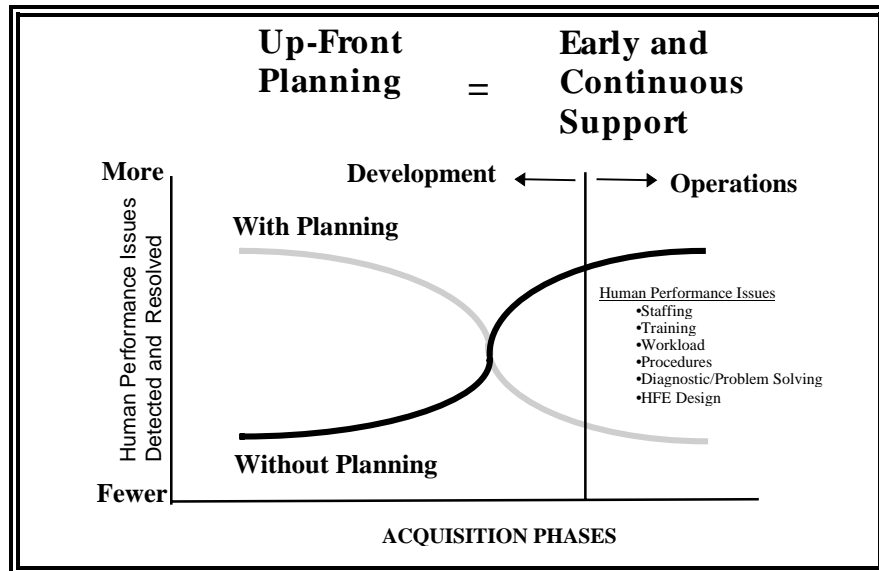 Up-Front
Planning
=
Early and
Continuous
Support
More
Development
Operations
With Planning
Human Performance Issues
Detected and Resolved
Human Performance Issues
•Staffing
•Training
•Workload
•Procedures
•Diagnostic/Problem Solving
•HFE Design
Without Planning
Fewer
ACQUISITION PHASES